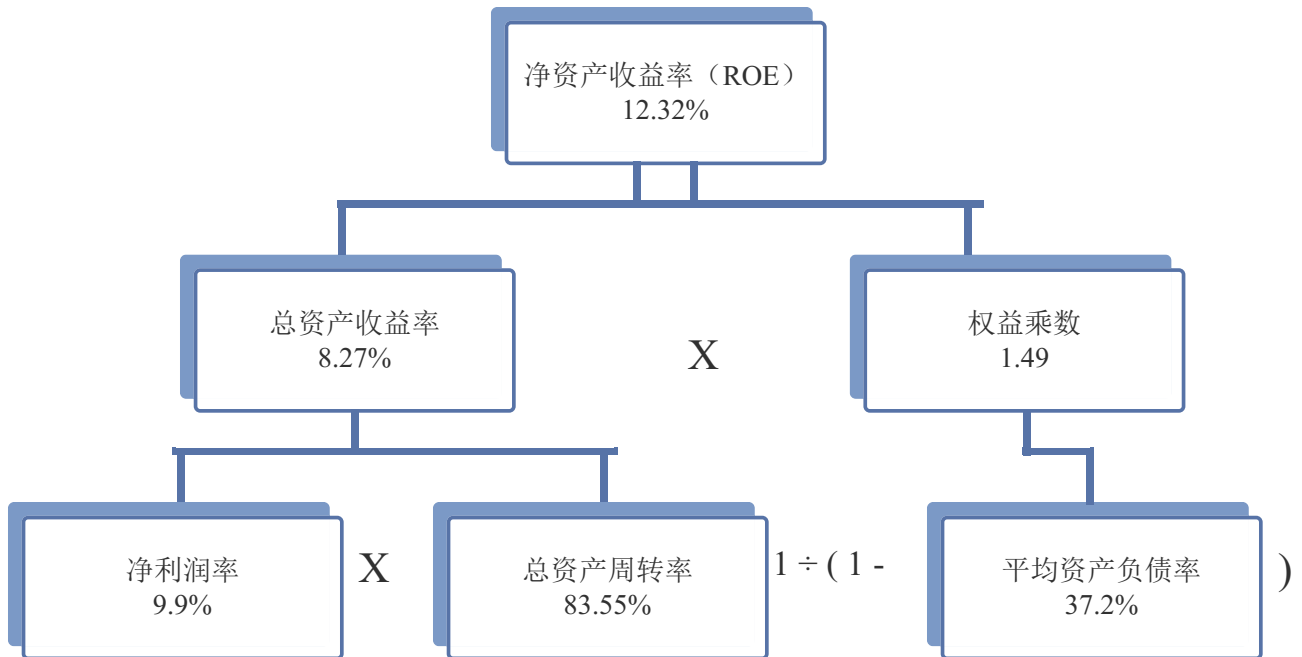 净资产收益率（ROE）
12.32%
总资产收益率
8.27%
X
权益乘数
1.49
净利润率
9.9%
X
总资产周转率
83.55%
1 ÷ ( 1 -
平均资产负债率
37.2%
)